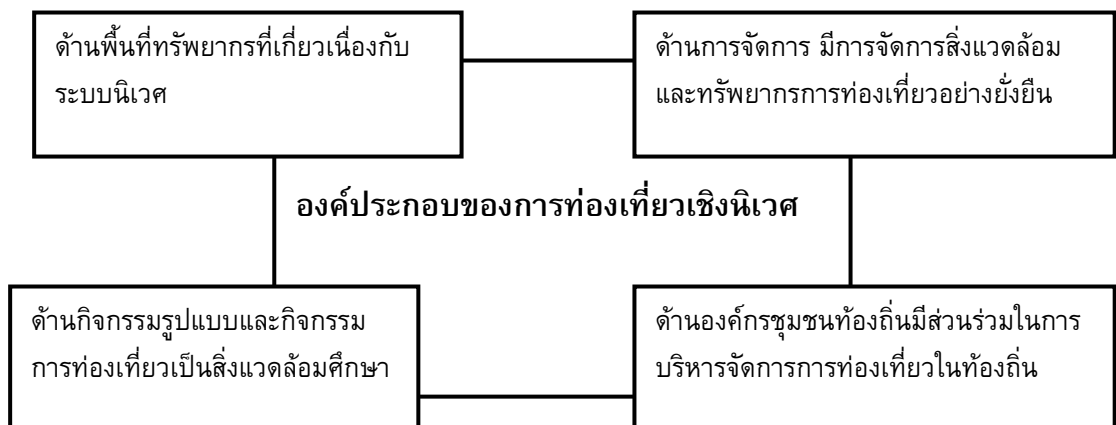 ด้านพื้นที่ทรัพยากรที่เกี่ยวเนื่องกับ
ระบบนิเวศ
ด้านการจัดการ มีการจัดการสิ่งแวดล้อม
และทรัพยากรการท่องเที่ยวอย่างยั่งยืน
องค์ประกอบของการท่องเที่ยวเชิงนิเวศ
ด้านกิจกรรมรูปแบบและกิจกรรม
การท่องเที่ยวเป็นสิ่งแวดล้อมศึกษา
ด้านองค์กรชุมชนท้องถิ่นมีส่วนร่วมในการ
บริหารจัดการการท่องเที่ยวในท้องถิ่น